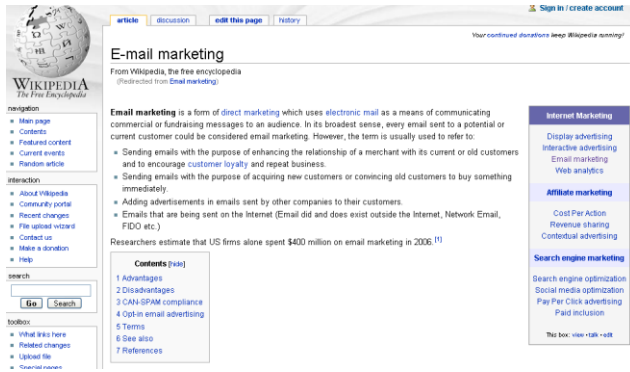 Sign in / create account
article discussion edit this page history
Your continued donations keep Wikipedia running!
E-mail marketing
From Wikipedia, the free encyclopedia
(Redirected from Email marketing)
WIKIPEDIA
The Free Encyclopedia
navigation
Main page
Contents
Featured content
Current events
Random article
interaction
About Wikipedia
Community portal
Recent changes
File upload wizard
Contact us
Make a donation
Help
search
Go Search
toolbox
What links here
Related changes
Upload file
Special pages
Email marketing is a form of direct marketing which uses electronic mail as a means of communicating
commercial or fundraising messages to an audience. In its broadest sense, every email sent to a potential or
current customer could be considered email marketing. However, the term is usually used to refer to:
Sending emails with the purpose of enhancing the relationship of a merchant with its current or old customers
and to encourage customer loyalty and repeat business.
Sending emails with the purpose of acquiring new customers or convincing old customers to buy something
immediately.
Adding advertisements in emails sent by other companies to their customers.
Emails that are being sent on the Internet (Email did and does exist outside the Internet, Network Email,
FIDO etc.)
Researchers estimate that US firms alone spent $400 million on email marketing in 2006.[1]
Contents [hide]
1 Advantages
2 Disadvantages
3 CAN-SPAM compliance
4 Opt-in email advertising
5 Terms
6 See also
7 References
Internet Marketing
Display advertising
Interactive advertising
Email marketing
Web analytics
Affiliate marketing
Cost Per Action
Revenue sharing
Contextual advertising
Search engine marketing
Search engine optimization
Social media optimization
Pay Per Click advertising
Paid inclusion
This box: view • talk • edit